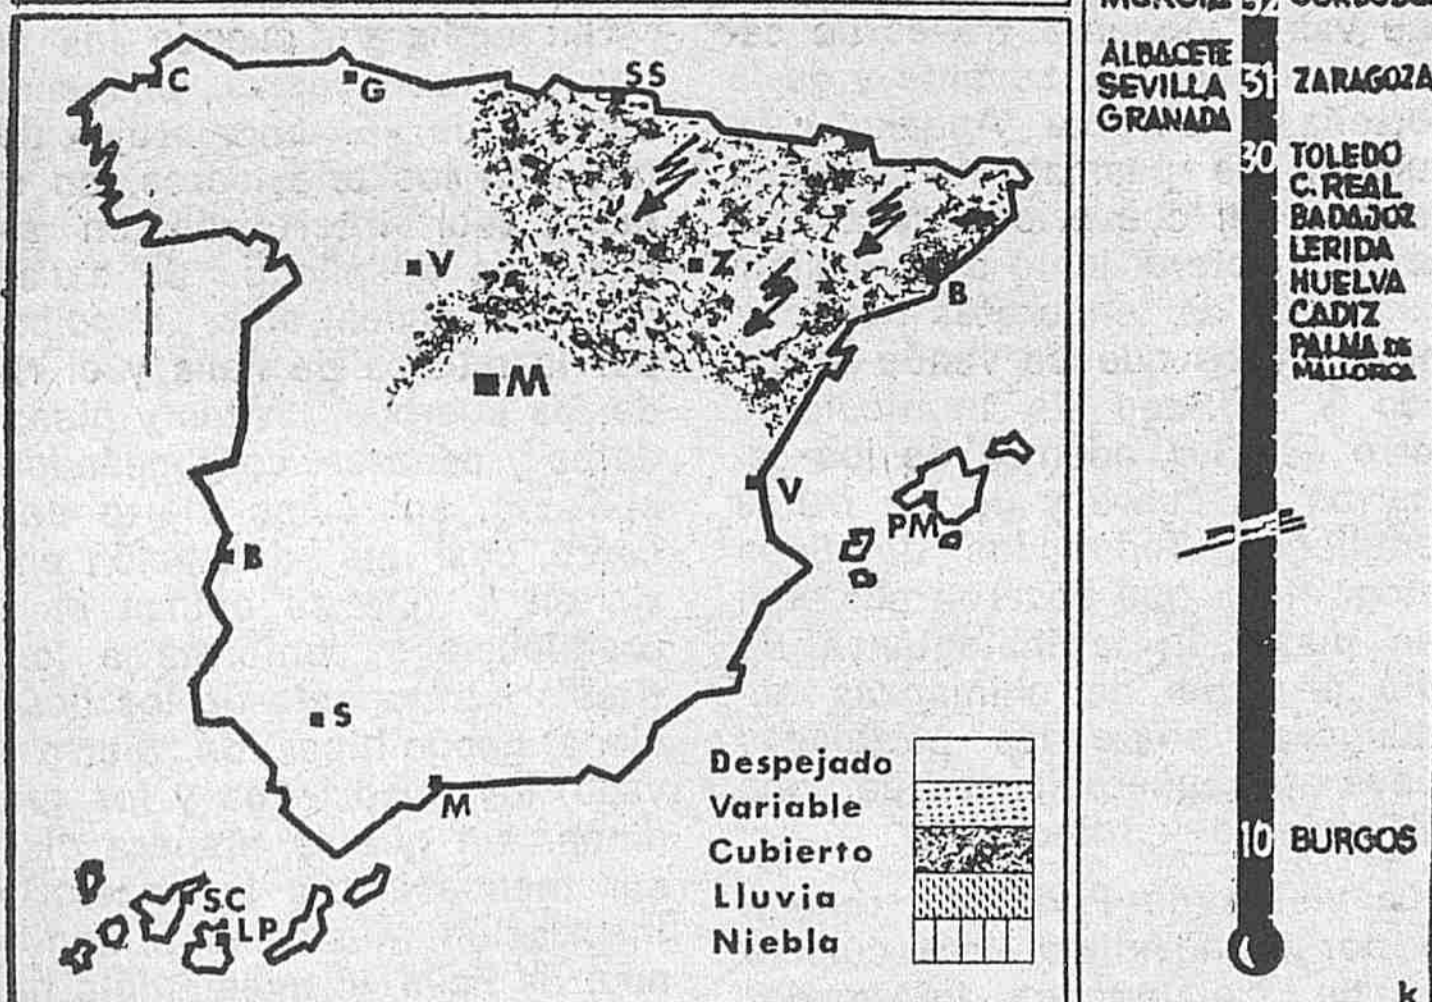 C
G
SS
V
Z
B
M
V
PM
B
S
M
SC
LP
Despejado
Variable
Cubierto
Lluvia
Niebla
MURCIA
ALBACETE
SEVILLA
GRANADA
31
ZARAGOZA
30
TOLEDO
C. REAL
BADAJOZ
LERIDA
HUELVA
CADIZ
PALMA DE
MALLORCA
10
BURGOS
k